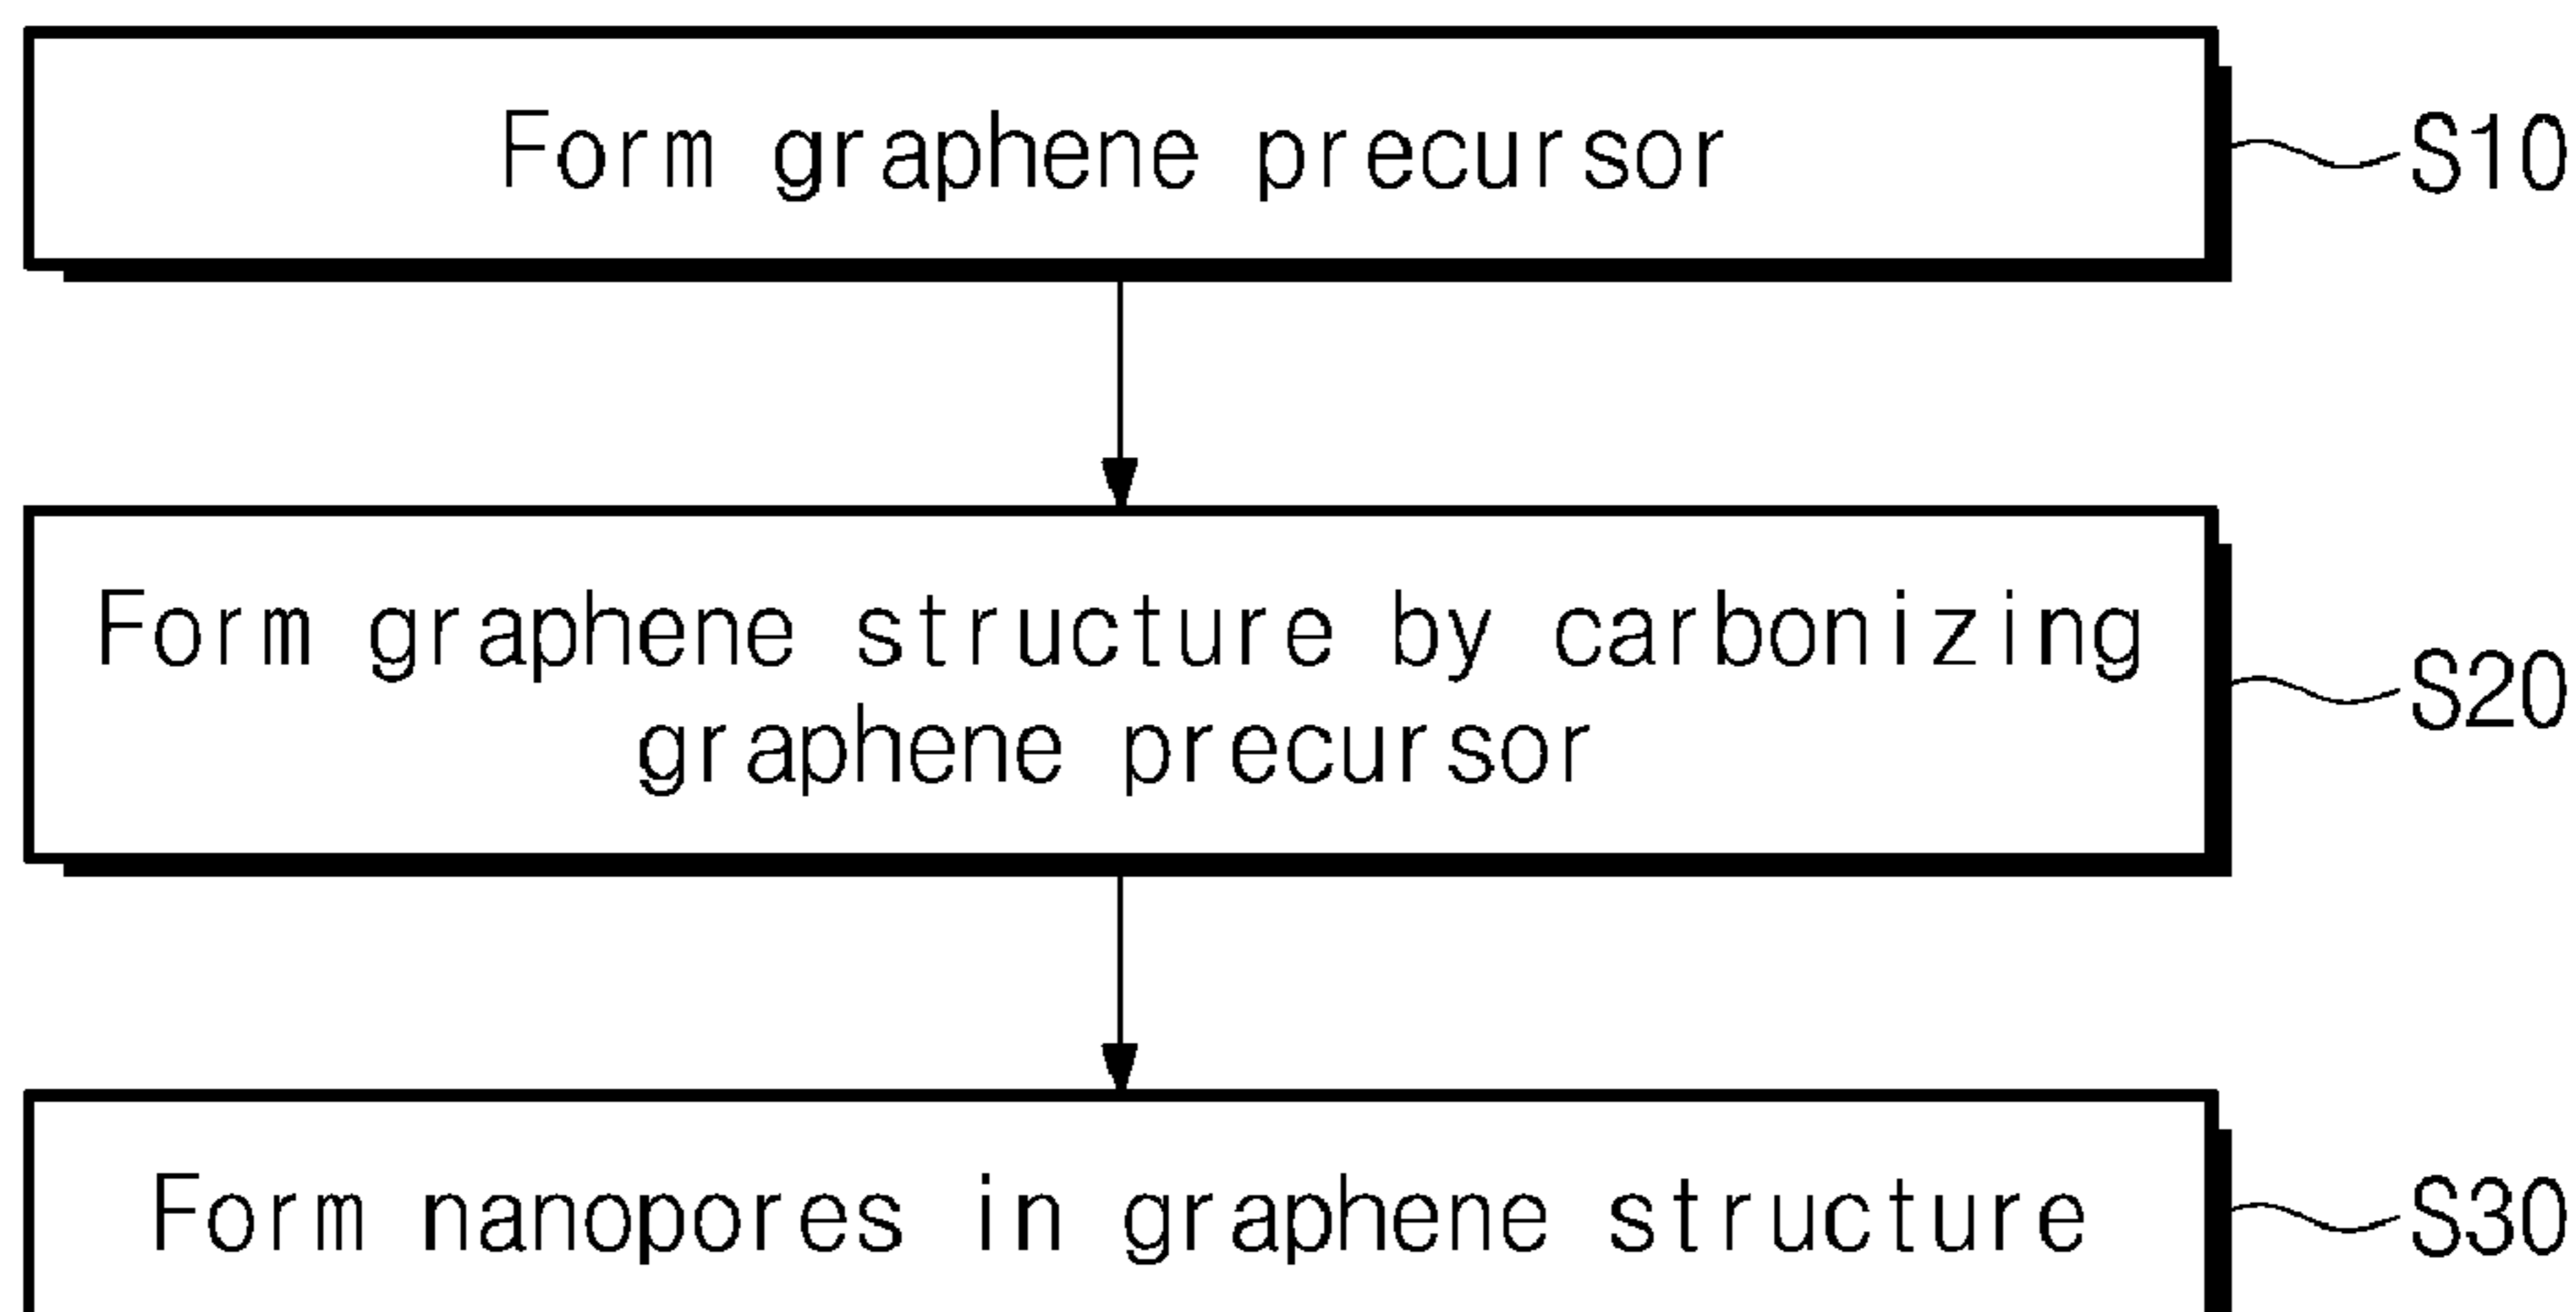 Form graphene precursor
S10
Form graphene structure by carbonizing
graphene precursor
S20
Form nanopores in graphene structure
S30